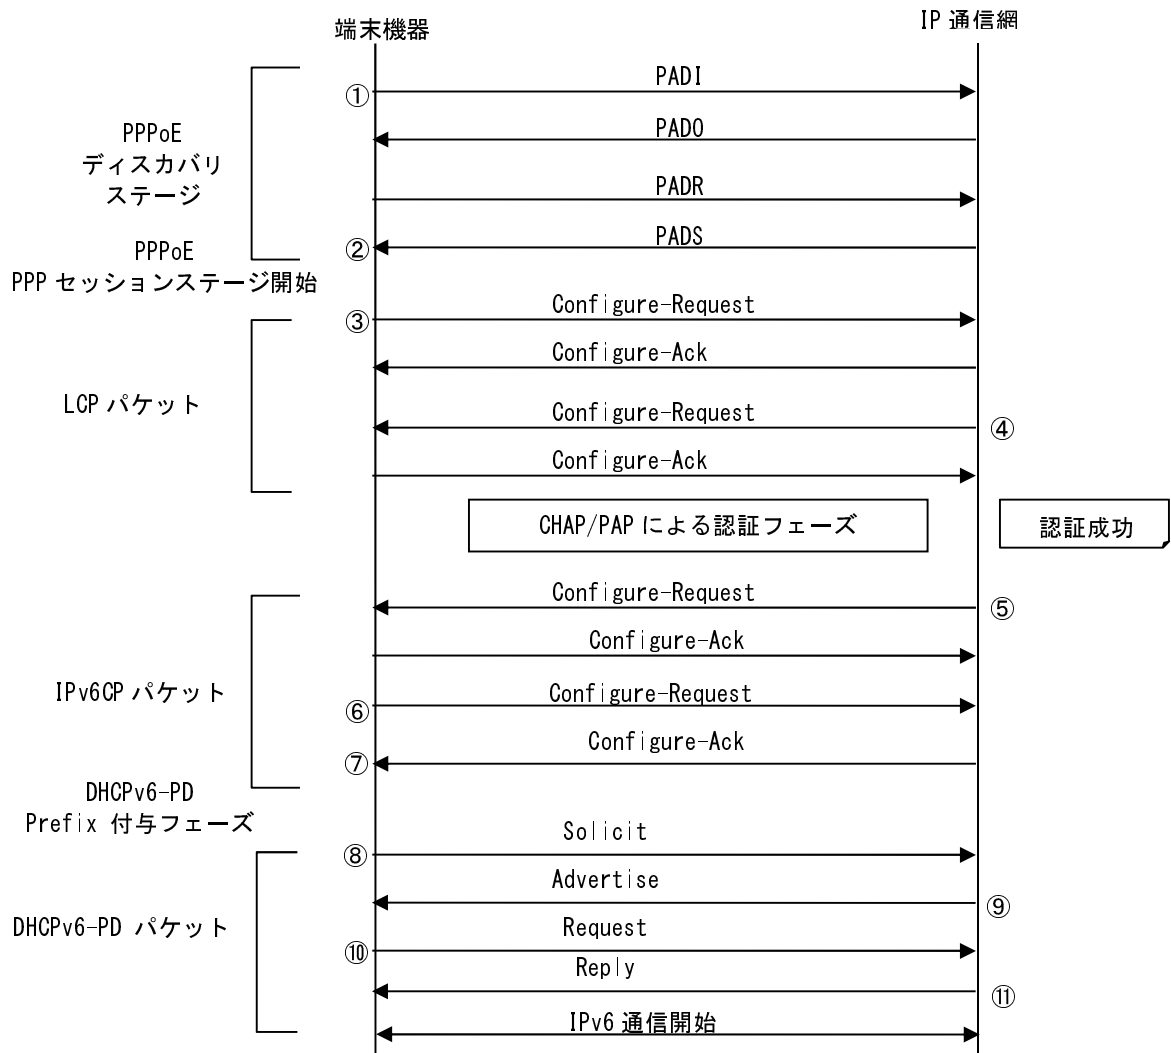 端末機器
IP 通信網
PADI
①
PPPoE
ディスカバリ
ステージ
PADO
PADR
PADS
②
PPPoE
PPP セッションステージ開始
Configure-Request
③
Configure-Ack
LCP パケット
Configure-Request
④
Configure-Ack
CHAP/PAP による認証フェーズ
認証成功
Configure-Request
⑤
Configure-Ack
IPv6CP パケット
Configure-Request
⑥
Configure-Ack
⑦
DHCPv6-PD
Prefix 付与フェーズ
Solicit
⑧
Advertise
⑨
DHCPv6-PD パケット
Request
⑩
Reply
⑪
IPv6 通信開始